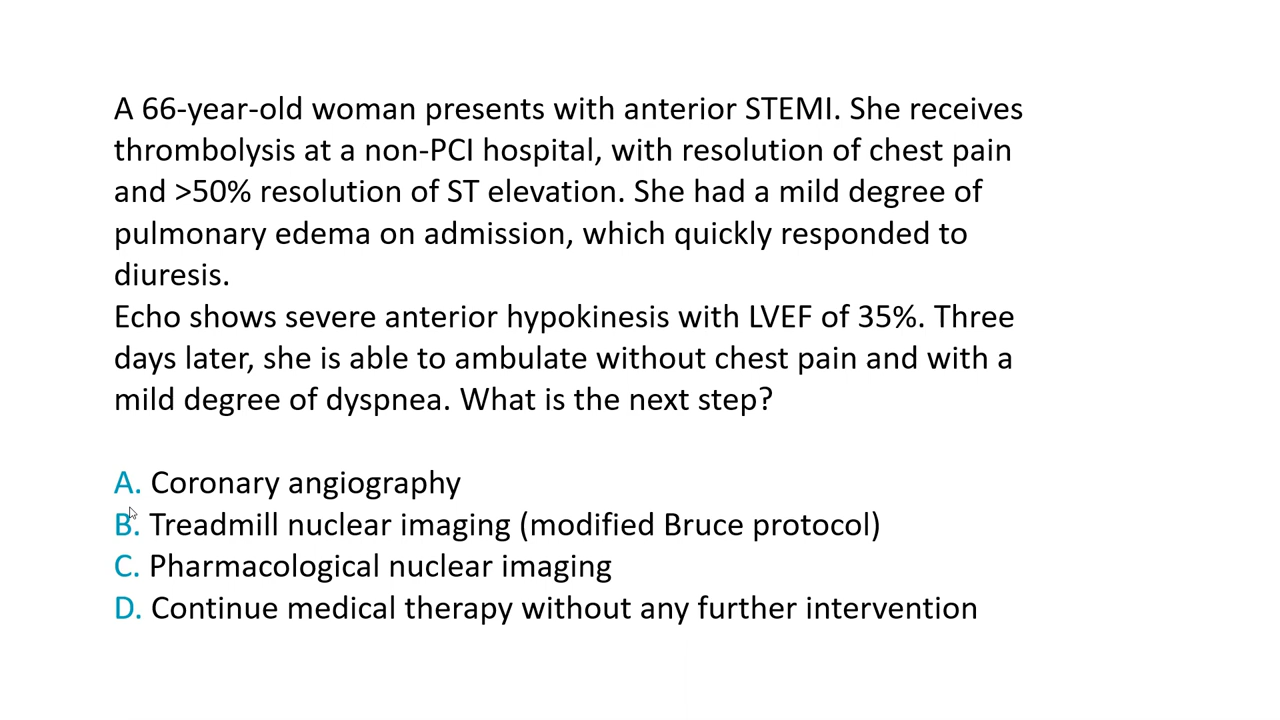 A 66-year-old woman presents with anterior STEMI. She receives
thrombolysis at a non-PCI hospital, with resolution of chest pain
and >50% resolution of ST elevation. She had a mild degree of
pulmonary edema on admission, which quickly responded to
diuresis.
Echo shows severe anterior hypokinesis with LVEF of 35%. Three
days later, she is able to ambulate without chest pain and with a
mild degree of dyspnea. What is the next step?
A. Coronary angiography
B. Treadmill nuclear imaging (modified Bruce protocol)
C. Pharmacological nuclear imaging
D. Continue medical therapy without any further intervention